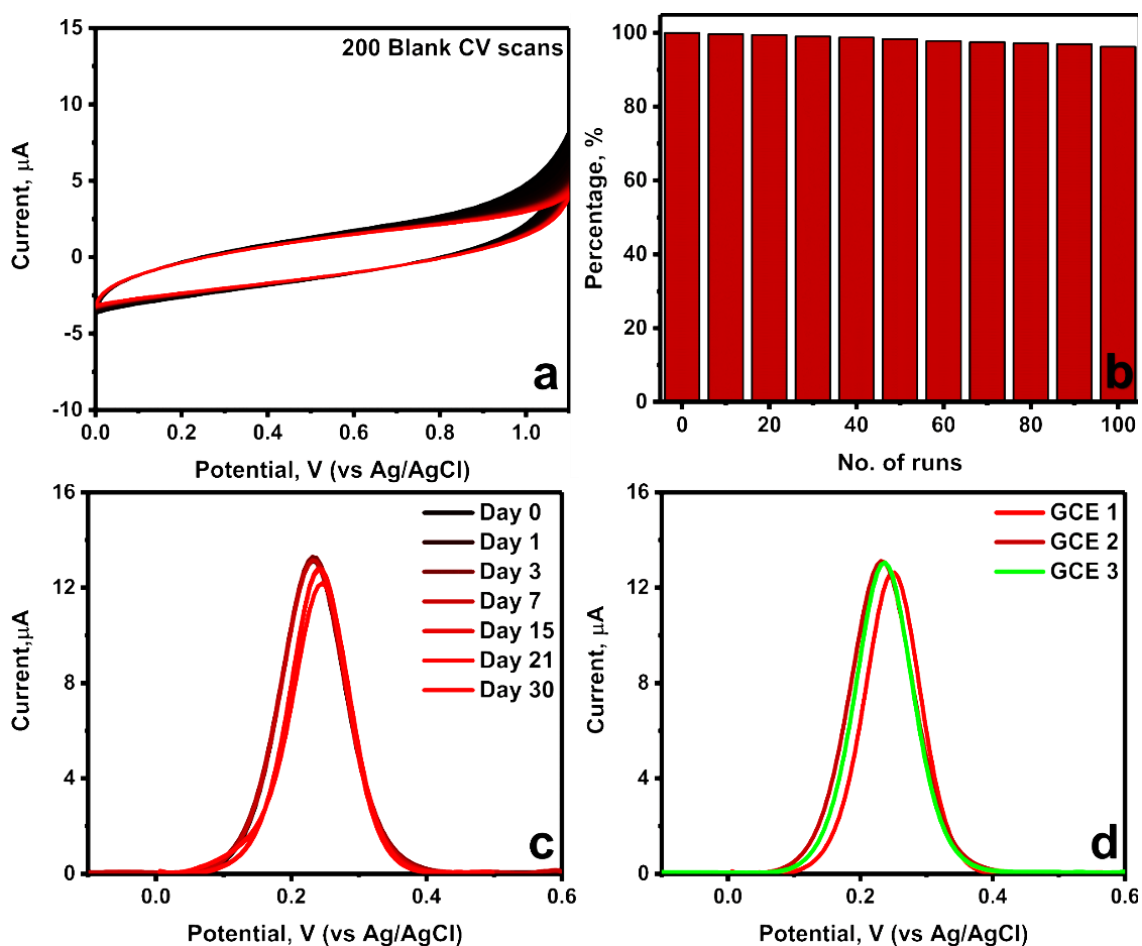 200 Blank CV scans
15
10
5
0
-5
-10
0.0 0.2 0.4 0.6 0.8 1.0
Current, μA
Potential, V (vs Ag/AgCl)
a
100
80
60
40
20
0
0 20 40 60 80 100
Percentage, %
No. of runs
b
16
12
8
4
0
0.0 0.2 0.4 0.6
Current,μA
Potential, V (vs Ag/AgCl)
Day 0
Day 1
Day 3
Day 7
Day 15
Day 21
Day 30
c
16
12
8
4
0
0.0 0.2 0.4 0.6
Current, μA
Potential, V (vs Ag/AgCl)
GCE 1
GCE 2
GCE 3
d